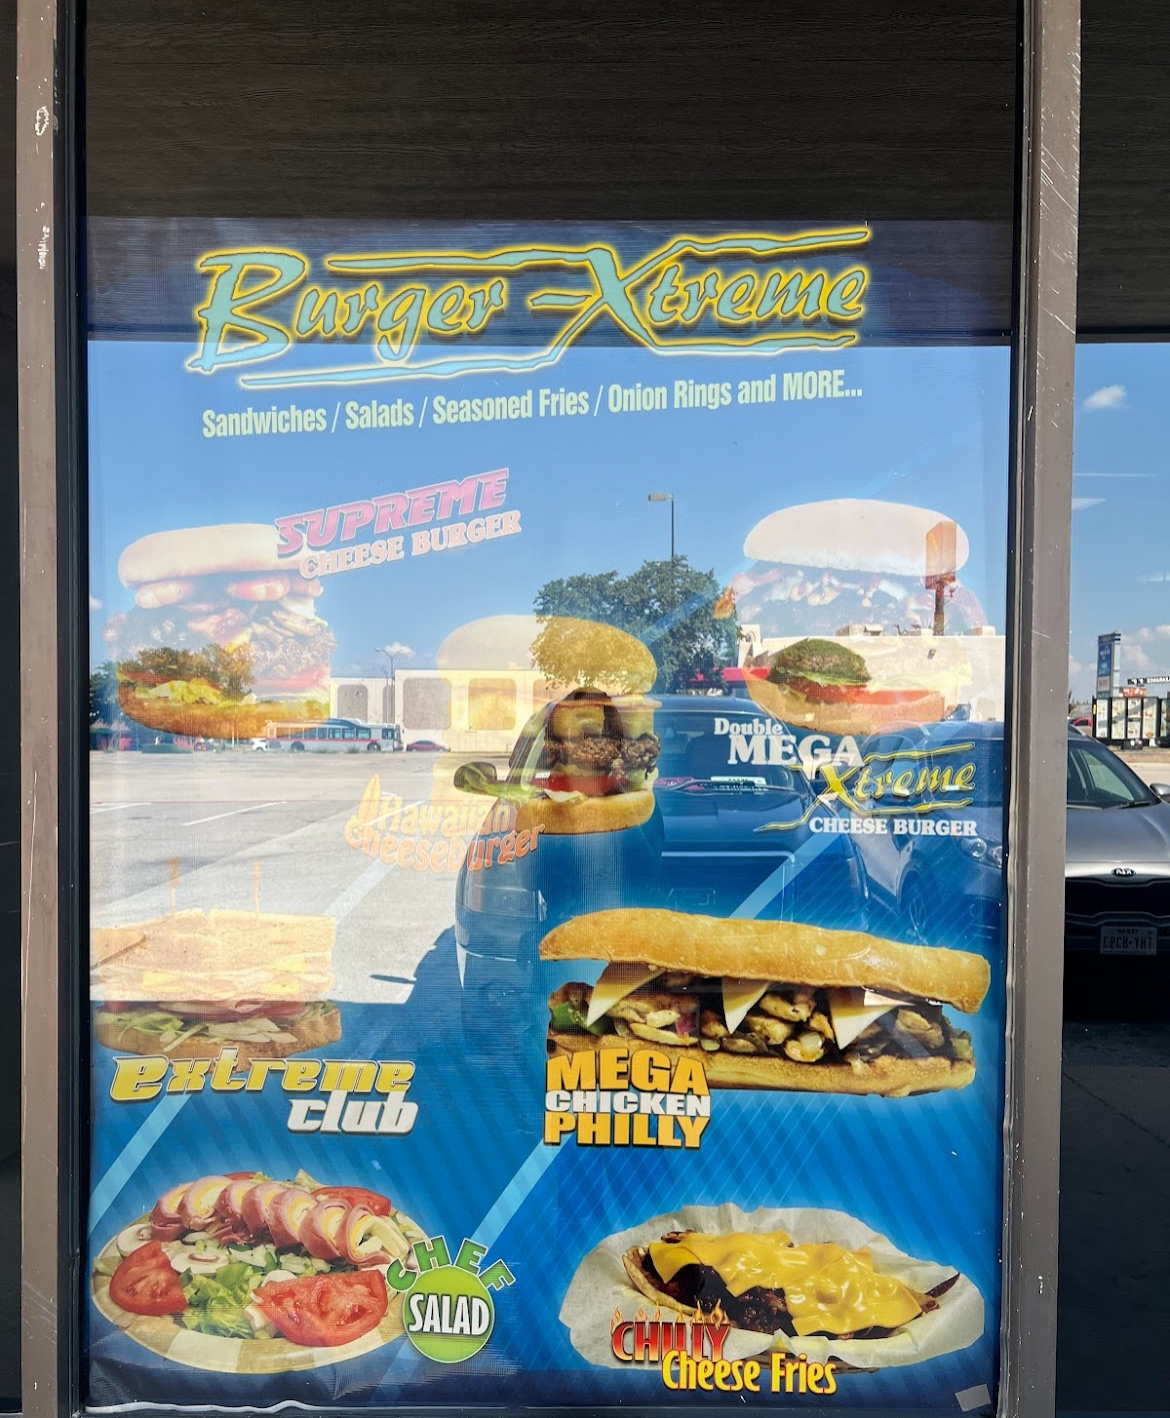 Burger Xtreme
Sandwiches / Salads / Seasoned Fries / Onion Rings and MORE...
SUPREME
CHEESE BURGER
Double
MEGA
Xtreme
CHEESE BURGER
Hawaiian
Cheeseburger
extreme
club
MEGA
CHICKEN
PHILLY
CHEF
SALAD
CHILLY
Cheese Fries